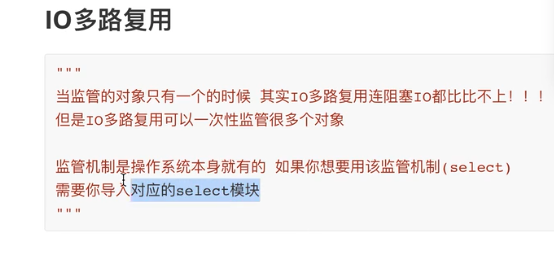 IO多路复用
"""
当监管的对象只有一个的时候 其实IO多路复用连阻塞IO都比比不上！！！
但是IO多路复用可以一次性监管很多个对象
监管机制是操作系统本身就有的 如果你想要用该监管机制(select)
需要你导入对应的select模块
"""